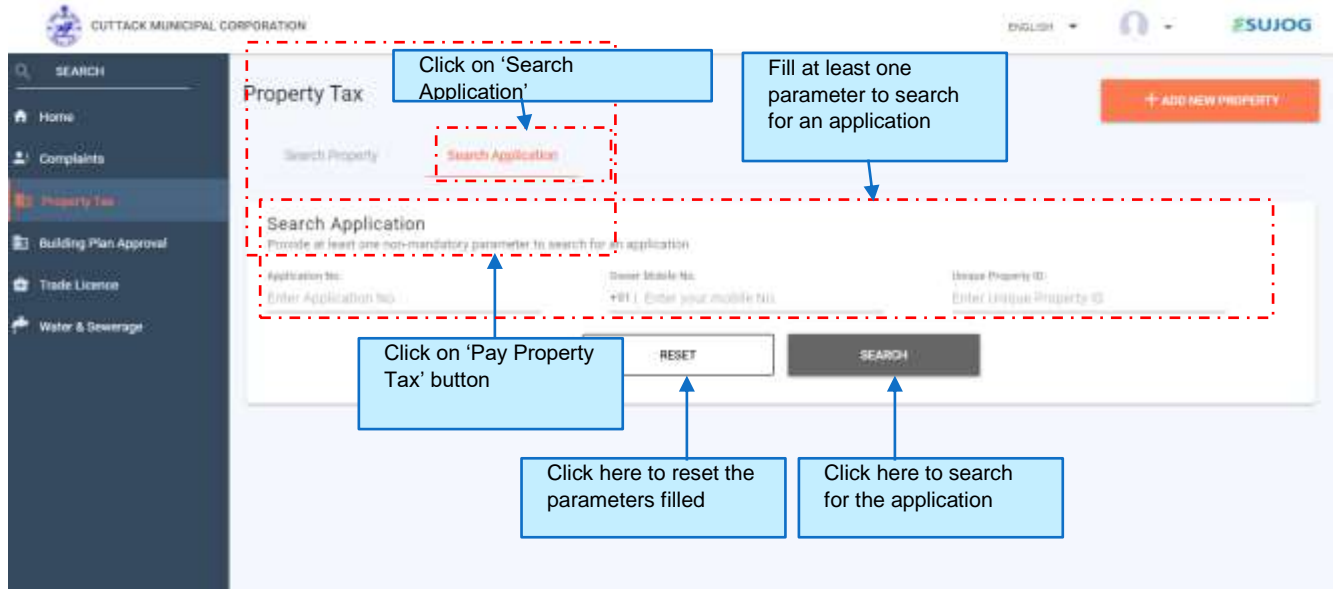 CUTTACK MUNICIPAL CORPORATION
ENGLISH
SUJOG
SEARCH
Home
Complaints
Property Tax
Building Plan Approval
Trade Licence
Water & Sewerage
Property Tax
Click on ‘Search
Application’
Fill at least one
parameter to search
for an application
+ ADD NEW PROPERTY
Search Property
Search Application
Search Application
Provide at least one non-mandatory parameter to search for an application
Application No.
Enter Application No.
Owner Mobile No.
+91 | Enter your mobile No.
Unique Property ID
Enter Unique Property ID
Click on ‘Pay Property
Tax’ button
RESET
SEARCH
Click here to reset the
parameters filled
Click here to search
for the application